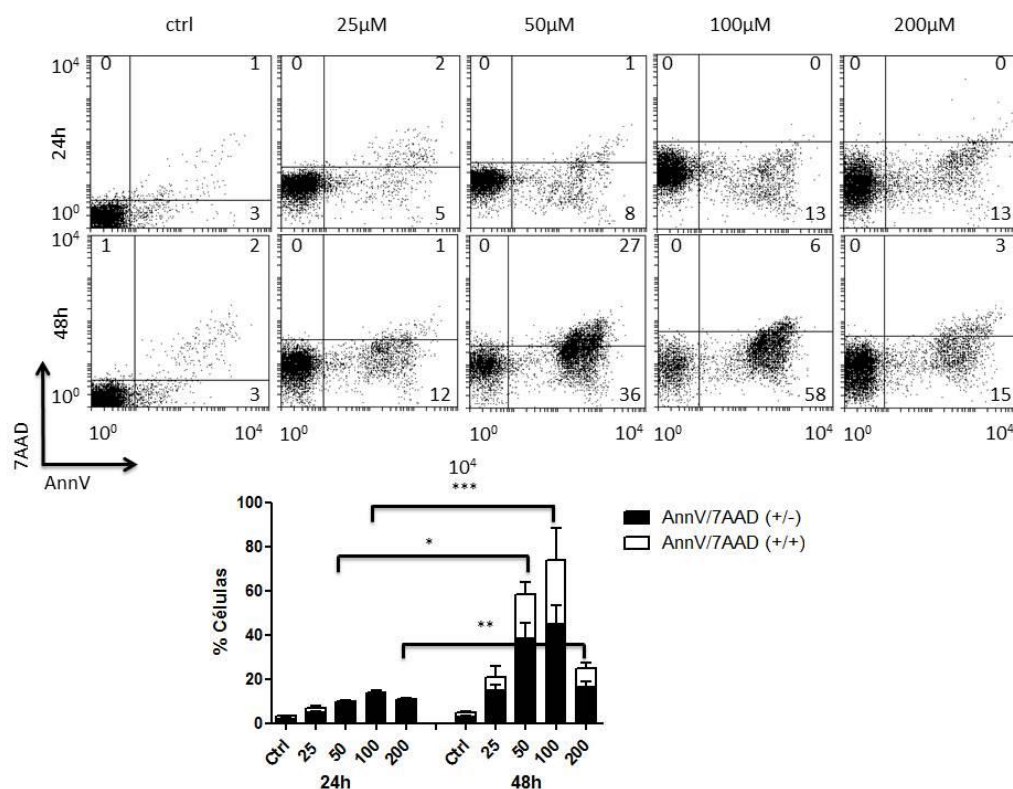 ctrl 25μM 50μM 100μM 200μM
10⁴ 0 1 0 2 0 1 0 0 0 0
24h
10⁰ 3 5 8 13 13
10⁴ 1 2 0 1 0 27 0 6 0 3
48h
10⁰ 3 12 36 58 15
10⁰ 10⁴ 10⁰ 10⁴ 10⁰ 10⁴ 10⁰ 10⁴ 10⁰ 10⁴
7AAD
AnnV
10⁴
***
100
AnnV/7AAD (+/-)
AnnV/7AAD (+/+)
*
80
60
**
40
20
0
% Células
Ctrl 25 50 100 200 Ctrl 25 50 100 200
24h 48h